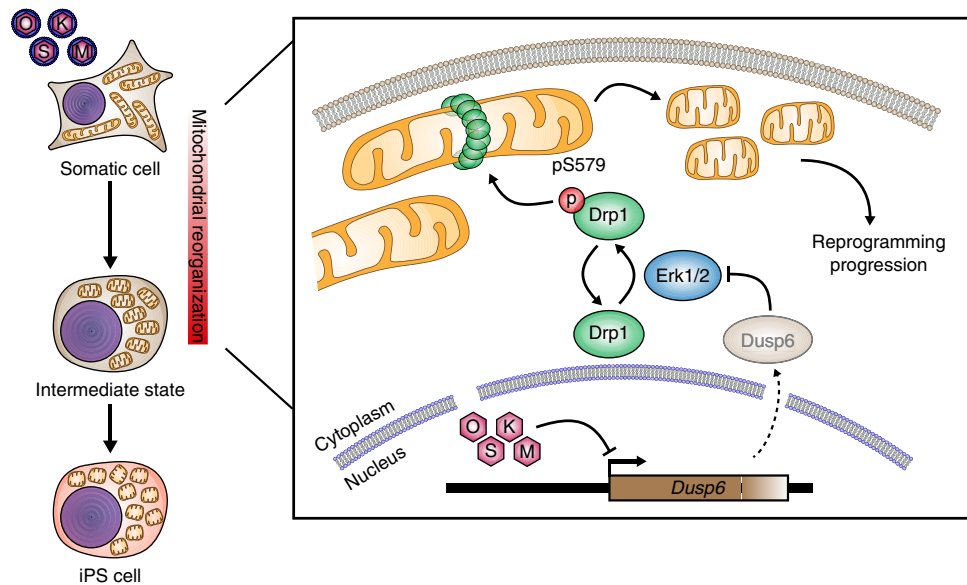 O K
S M
Somatic cell
Mitochondrial reorganization
Intermediate state
iPS cell
pS579
p
Drp1
Erk1/2
Drp1
Dusp6
Reprogramming
progression
Cytoplasm
Nucleus
O K
S M
Dusp6